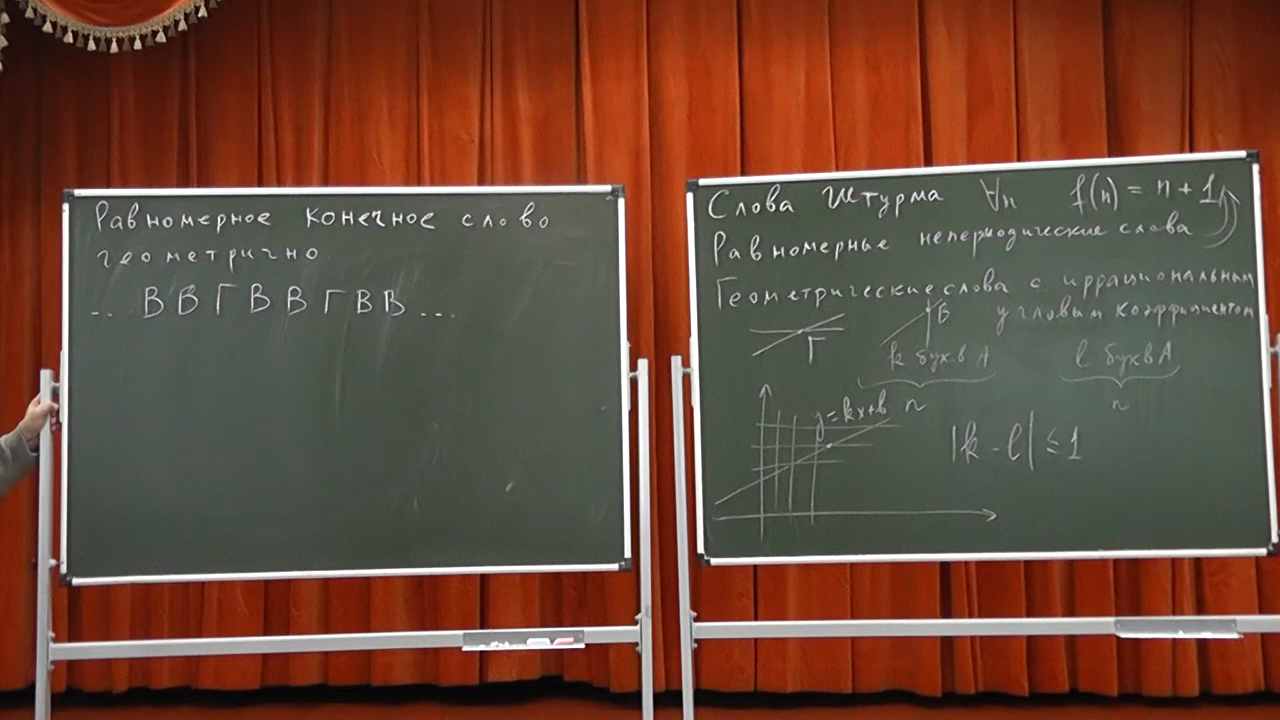 Равномерное конечное слово
геометрично.
... В В Г В В Г В В ...
Слова Штурма ∀n f(n) = n + 1
Равномерные непериодические слова
Геометрические слова с иррациональным
угловым коэффициентом
Г
В
k букв А
n
l букв А
n
y = kx+b
|k - l| ≤ 1